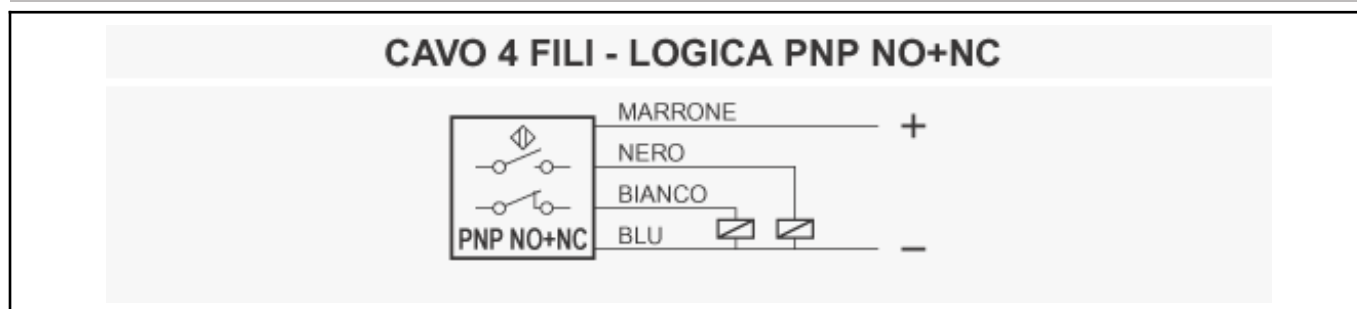 CAVO 4 FILI - LOGICA PNP NO+NC
MARRONE
+
NERO
BIANCO
PNP NO+NC
BLU
−